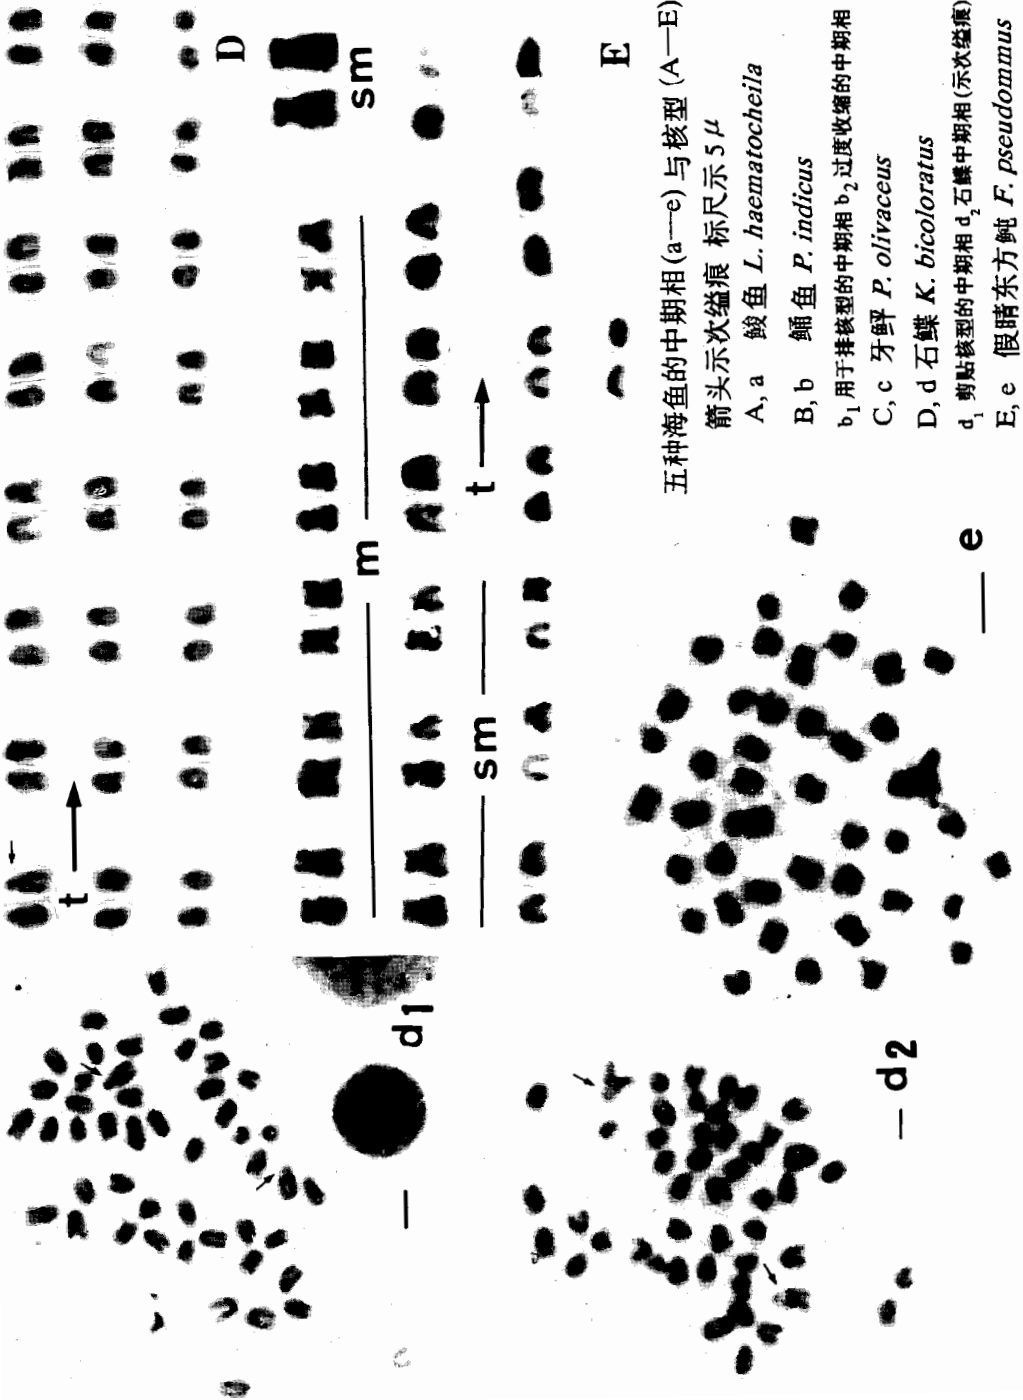 D
t
m
sm
E
sm
t
d1
d2
e
五种海鱼的中期相(a—e)与核型(A—E)
箭头示次缢痕 标尺示5μ
A, a 鲮鱼 L. haematocheila
B, b 鲬鱼 P. indicus
b1 用于排核型的中期相 b2 过度收缩的中期相
C, c 牙鲆 P. olivaceus
D, d 石鲽 K. bicoloratus
d1 剪贴核型的中期相 d2 石鲽中期相(示次缢痕)
E, e 假睛东方鲀 F. pseudommus